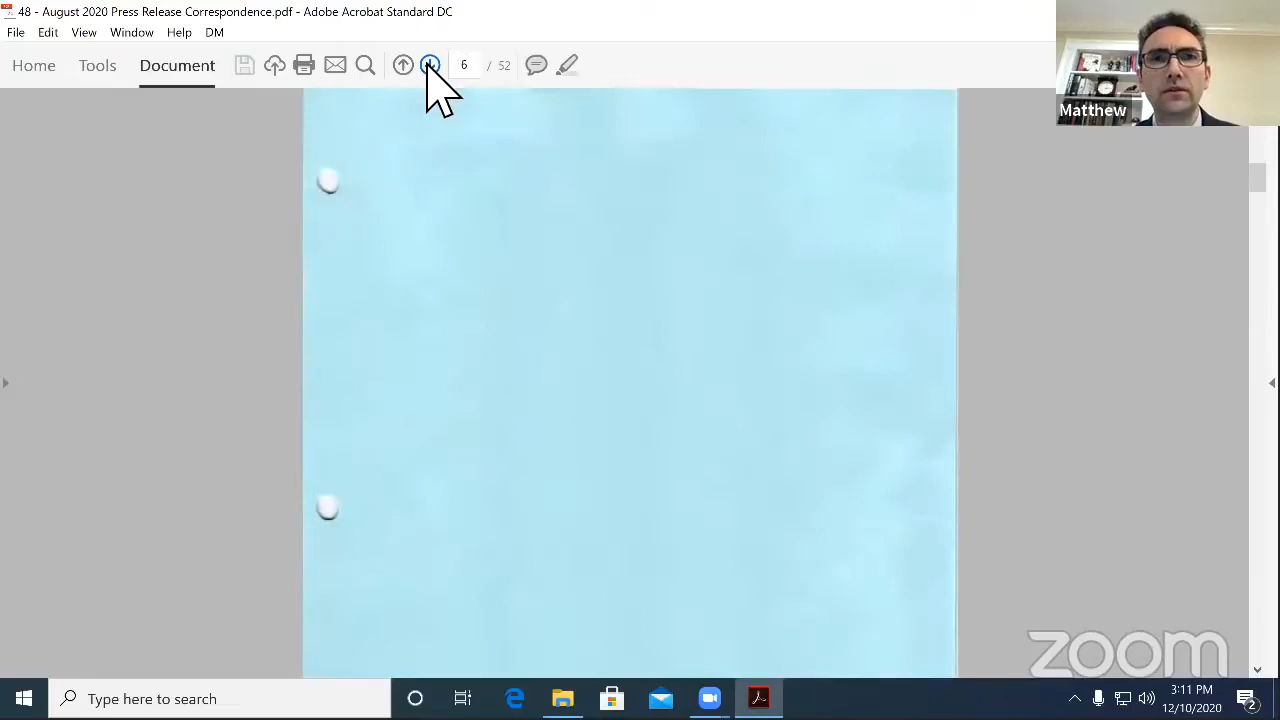 48 - August 2020 Press Release Correspondence.pdf - Adobe Acrobat Standard DC
File Edit View Window Help DM
Home Tools Document 6 / 52
Matthew
zoom
Type here to search
3:11 PM
12/10/2020
2